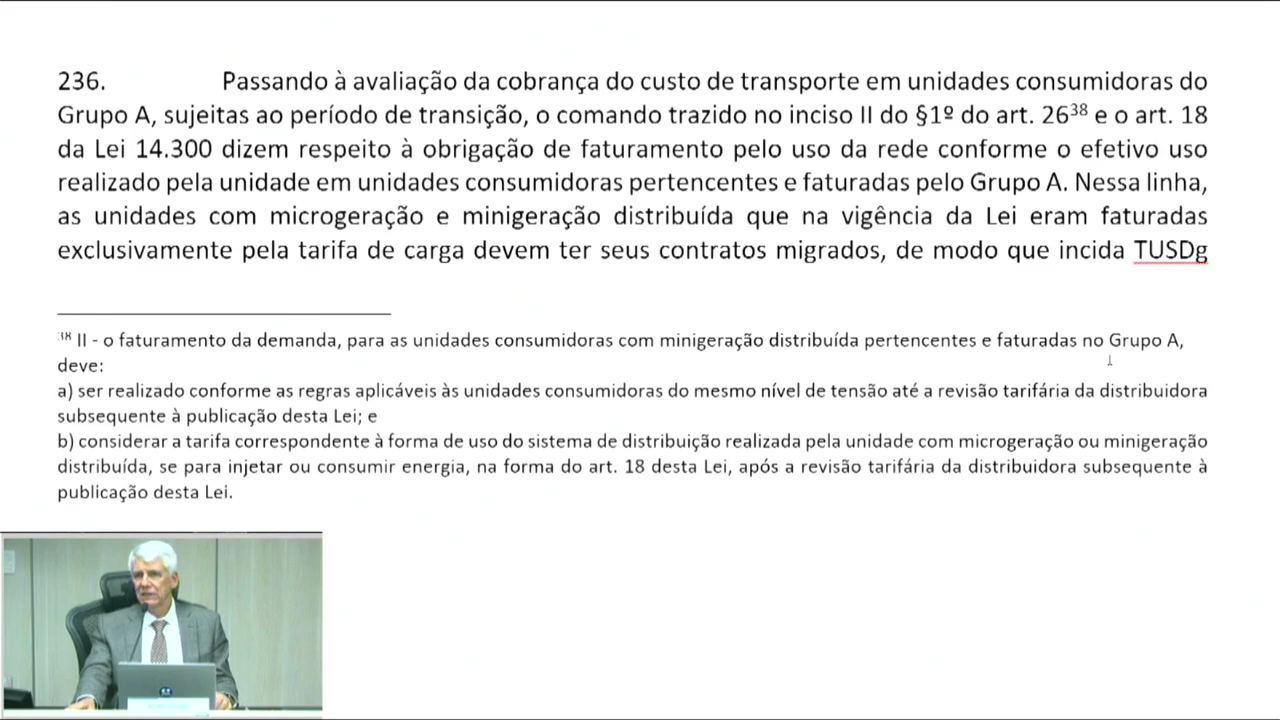 236. Passando à avaliação da cobrança do custo de transporte em unidades consumidoras do
Grupo A, sujeitas ao período de transição, o comando trazido no inciso II do §1º do art. 26³⁸ e o art. 18
da Lei 14.300 dizem respeito à obrigação de faturamento pelo uso da rede conforme o efetivo uso
realizado pela unidade em unidades consumidoras pertencentes e faturadas pelo Grupo A. Nessa linha,
as unidades com microgeração e minigeração distribuída que na vigência da Lei eram faturadas
exclusivamente pela tarifa de carga devem ter seus contratos migrados, de modo que incida TUSDg
³⁸ II - o faturamento da demanda, para as unidades consumidoras com minigeração distribuída pertencentes e faturadas no Grupo A,
deve:
a) ser realizado conforme as regras aplicáveis às unidades consumidoras do mesmo nível de tensão até a revisão tarifária da distribuidora
subsequente à publicação desta Lei; e
b) considerar a tarifa correspondente à forma de uso do sistema de distribuição realizada pela unidade com microgeração ou minigeração
distribuída, se para injetar ou consumir energia, na forma do art. 18 desta Lei, após a revisão tarifária da distribuidora subsequente à
publicação desta Lei.